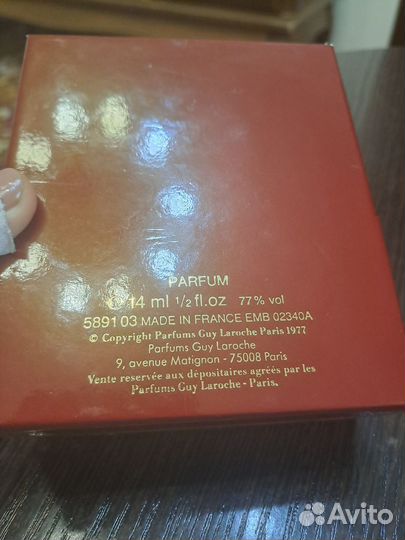 PARFUM
℮ 14 ml 1/2 fl.oz 77% vol
589103 MADE IN FRANCE EMB 02340A
© Copyright Parfums Guy Laroche Paris 1977
Parfums Guy Laroche
9, avenue Matignon - 75008 Paris
Vente reservée aux dépositaires agréés par les
Parfums Guy Laroche - Paris.
Avito